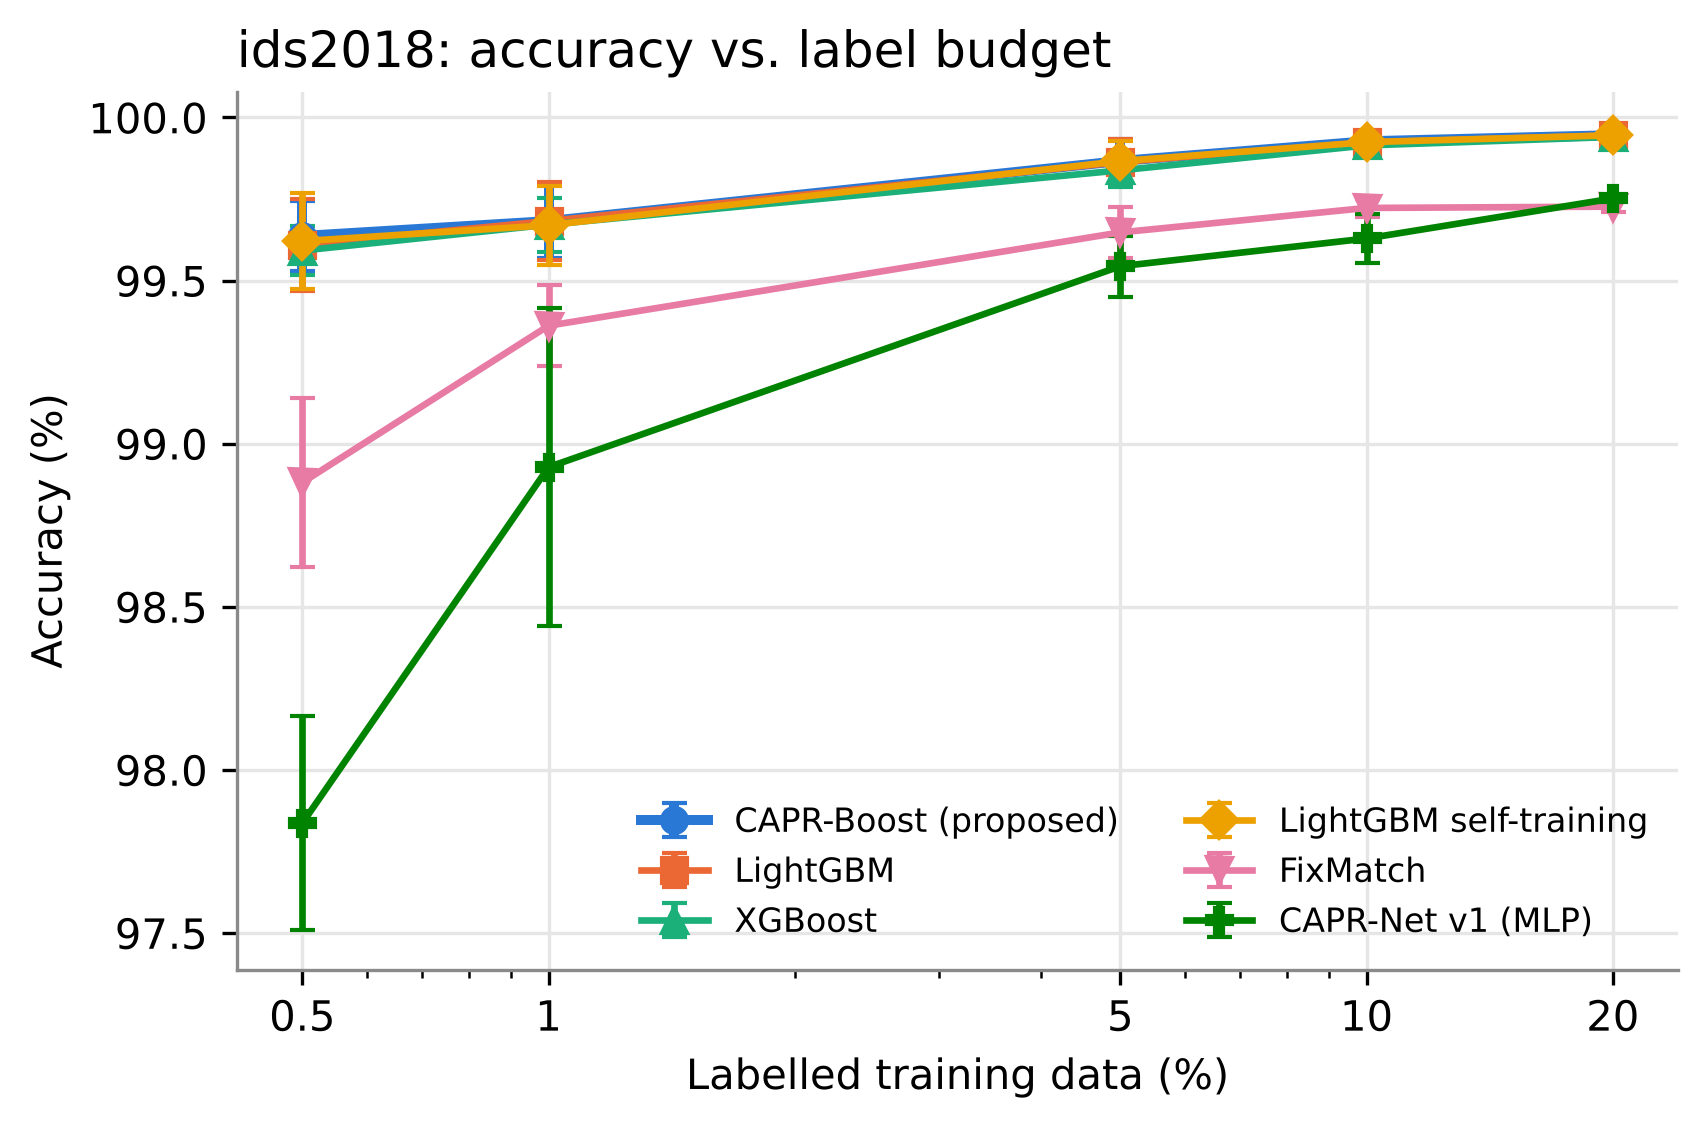 ids2018: accuracy vs. label budget
100.0
99.5
99.0
98.5
98.0
97.5
Accuracy (%)
CAPR-Boost (proposed)
LightGBM
XGBoost
LightGBM self-training
FixMatch
CAPR-Net v1 (MLP)
0.5 1 5 10 20
Labelled training data (%)